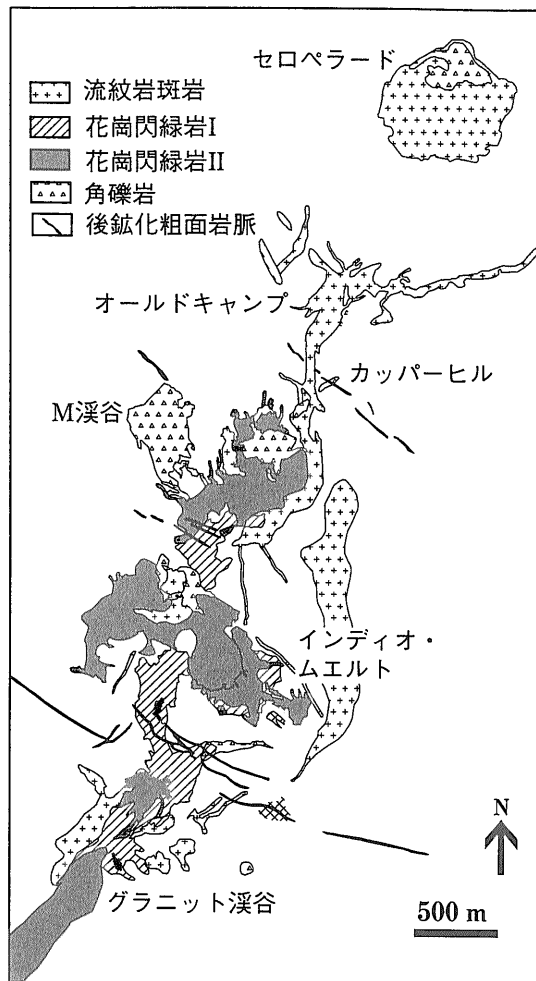 セロペラード
流紋岩斑岩
花崗閃緑岩I
花崗閃緑岩II
角礫岩
後鉱化粗面岩脈
オールドキャンプ
カッパーヒル
M渓谷
インディオ・
ムエルト
N
グラニット渓谷
500 m